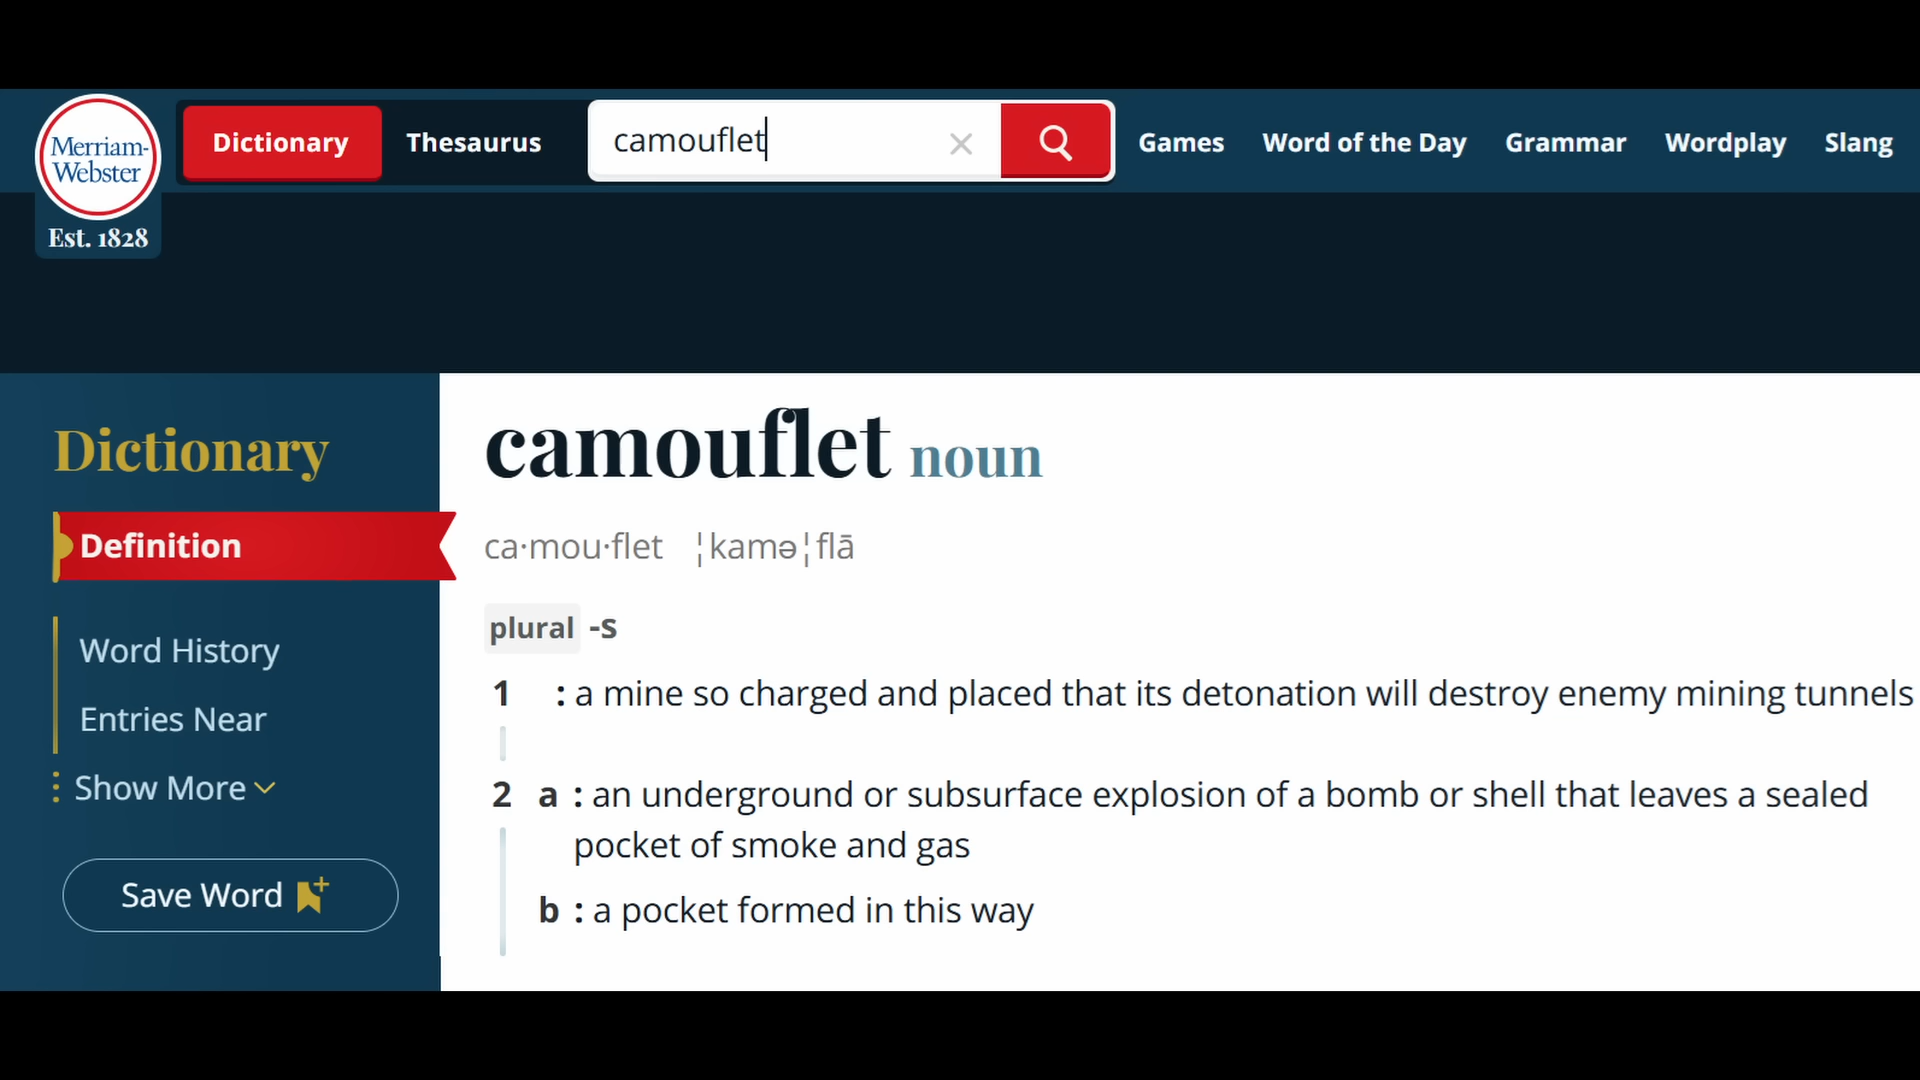 Merriam-
Webster
Est. 1828
Dictionary
Thesaurus
camouflet
Games
Word of the Day
Grammar
Wordplay
Slang
Dictionary
Definition
Word History
Entries Near
Show More
Save Word
camouflet noun
ca·mou·flet ¦kamə¦flā
plural -s
1 : a mine so charged and placed that its detonation will destroy enemy mining tunnels
2 a : an underground or subsurface explosion of a bomb or shell that leaves a sealed
pocket of smoke and gas
b : a pocket formed in this way